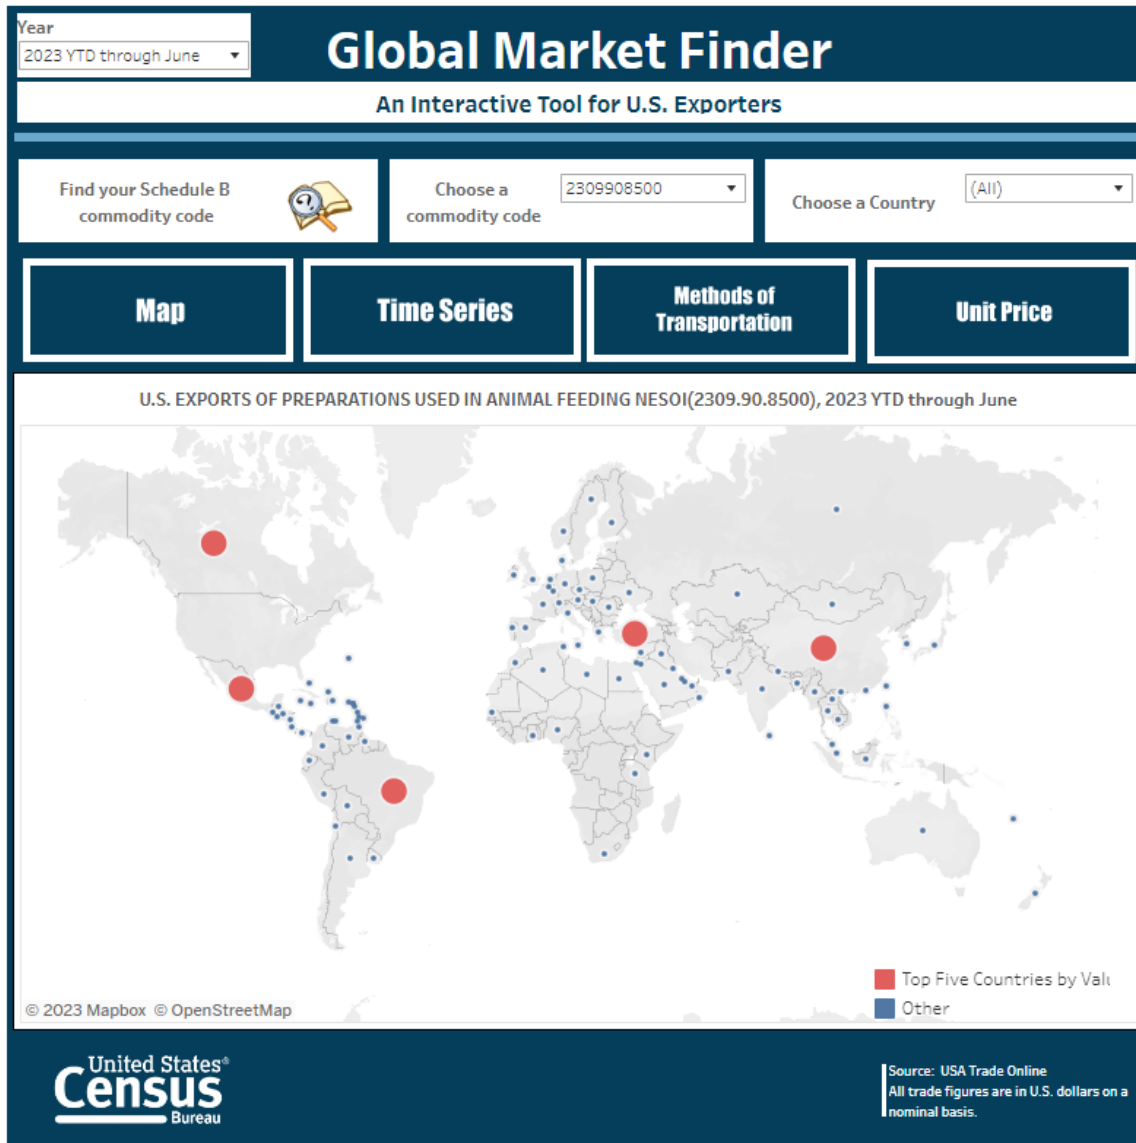 Year
2023 YTD through June
Global Market Finder
An Interactive Tool for U.S. Exporters
Find your Schedule B
commodity code
Choose a
commodity code
2309908500
Choose a Country
(All)
Map
Time Series
Methods of
Transportation
Unit Price
U.S. EXPORTS OF PREPARATIONS USED IN ANIMAL FEEDING NESOI(2309.90.8500), 2023 YTD through June
Top Five Countries by Valu
Other
© 2023 Mapbox © OpenStreetMap
United States®
Census
Bureau
Source: USA Trade Online
All trade figures are in U.S. dollars on a
nominal basis.